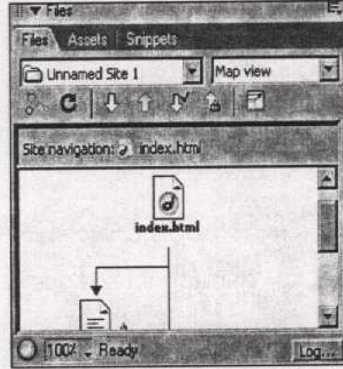 Files
Files Assets Snippets
Unnamed Site 1 Map view
Site navigation: index.html
index.html
100% Ready Log...